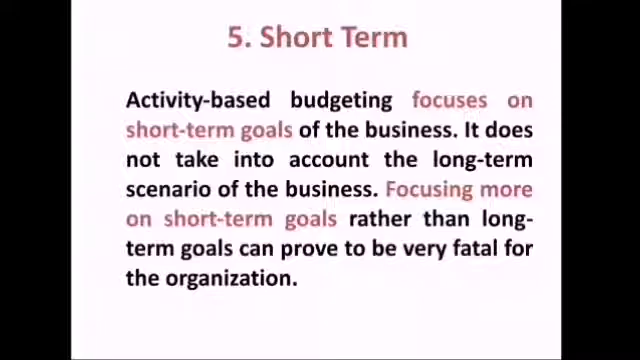 5. Short Term
Activity-based budgeting focuses on
short-term goals of the business. It does
not take into account the long-term
scenario of the business. Focusing more
on short-term goals rather than long-
term goals can prove to be very fatal for
the organization.